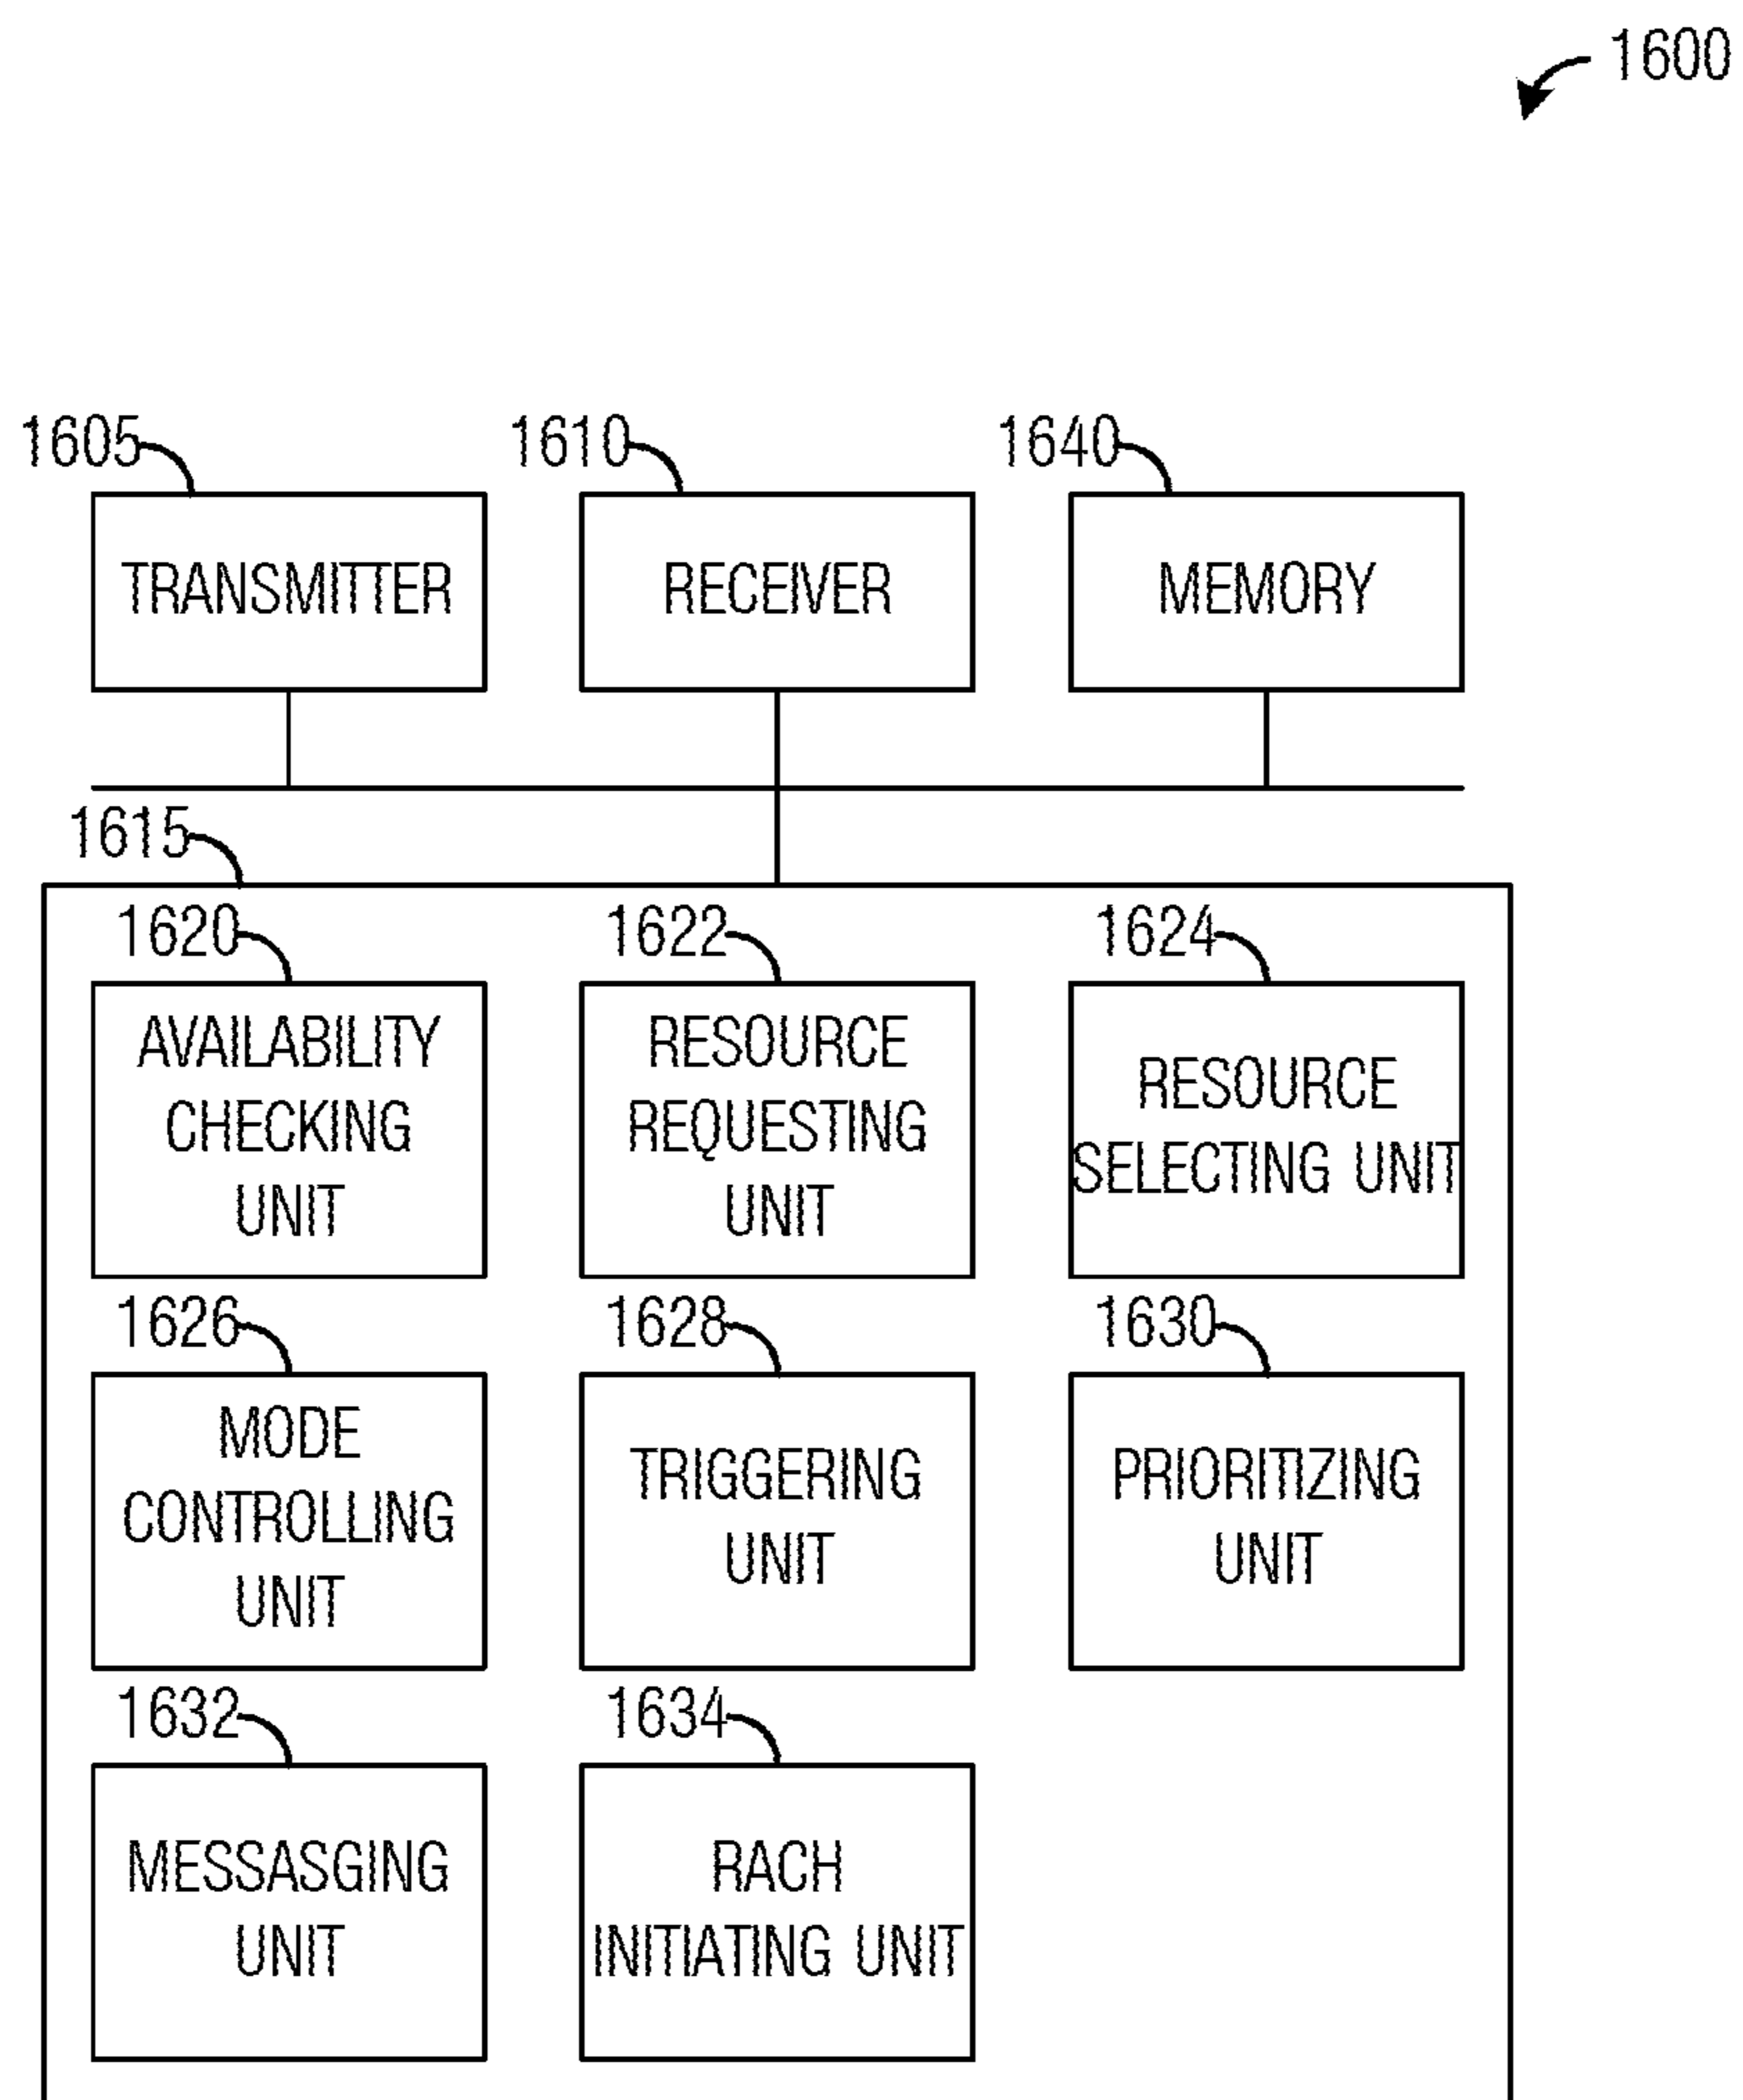 1600
1605
1610
1640
TRANSMITTER
RECEIVER
MEMORY
1615
1620
1622
1624
AVAILABILITY
CHECKING
UNIT
RESOURCE
REQUESTING
UNIT
RESOURCE
SELECTING UNIT
1626
1628
1630
MODE
CONTROLLING
UNIT
TRIGGERING
UNIT
PRIORITIZING
UNIT
1632
1634
MESSASGING
UNIT
RACH
INITIATING UNIT